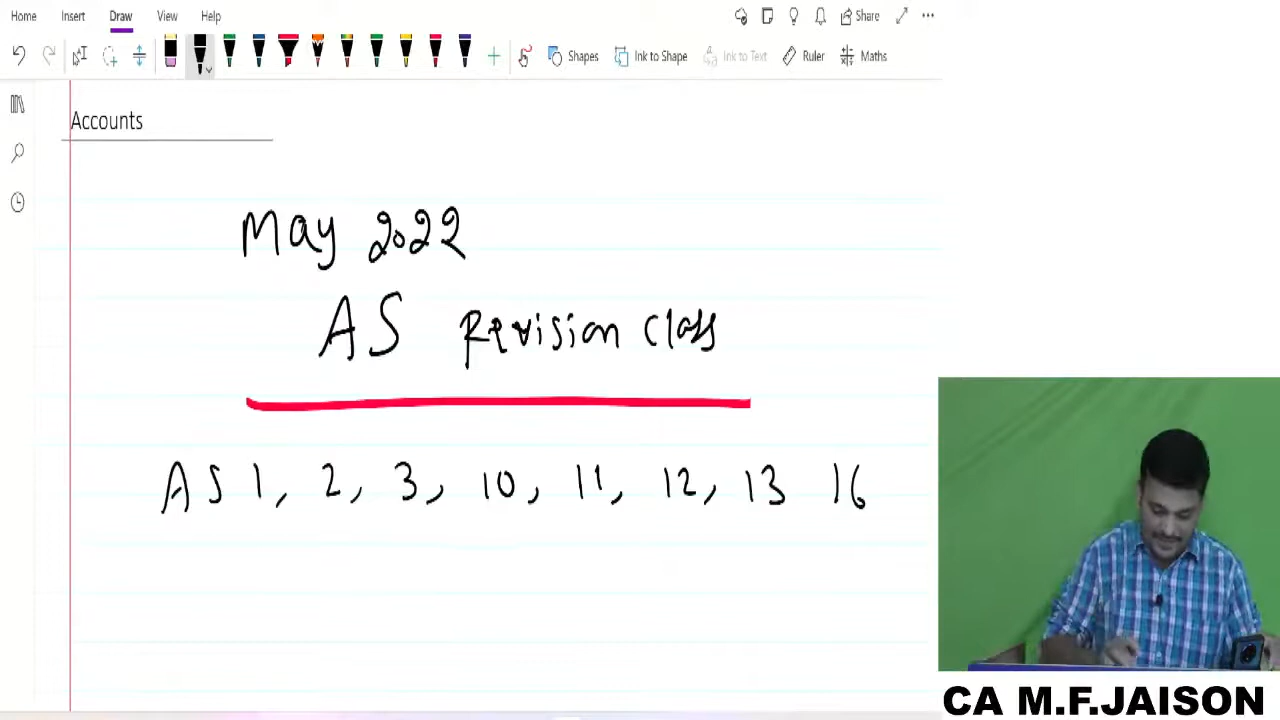 Home Insert Draw View Help Share
Shapes Ink to Shape Ink to Text Ruler Maths
Accounts
May 2022
AS Revision Class
AS 1, 2, 3, 10, 11, 12, 13 16
CA M.F.JAISON